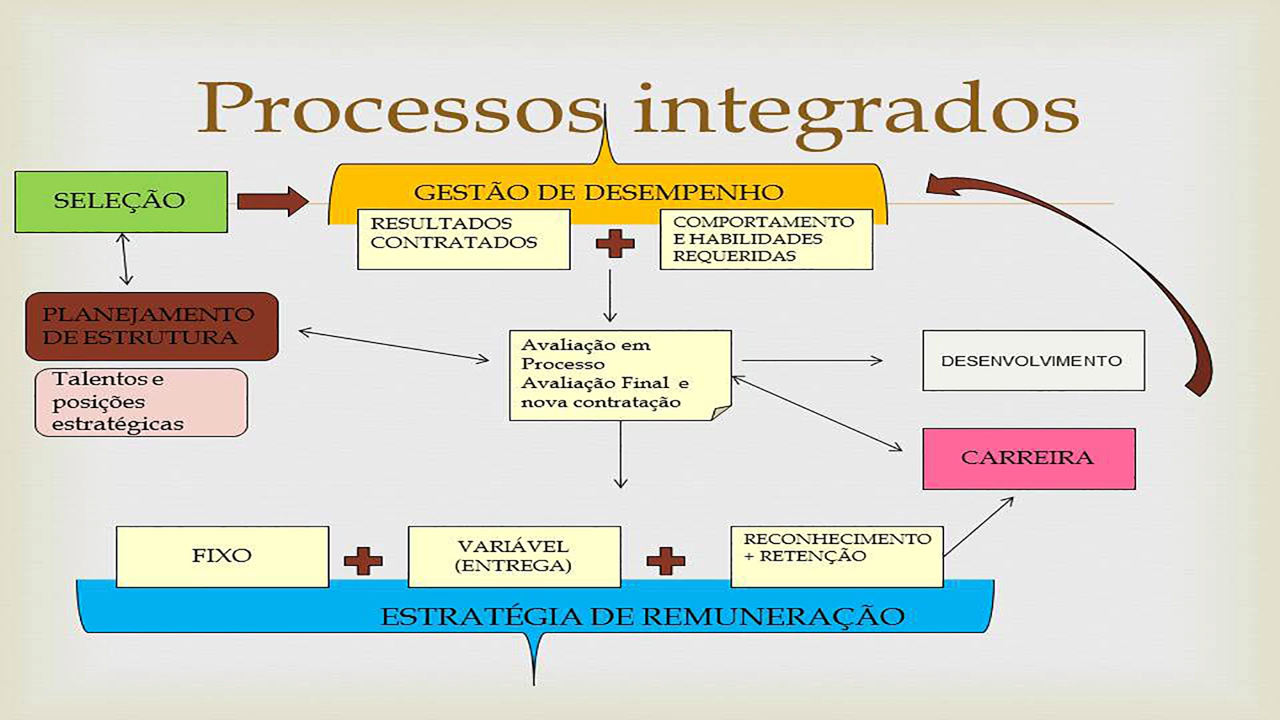 Processos integrados
SELEÇÃO
GESTÃO DE DESEMPENHO
RESULTADOS
CONTRATADOS
COMPORTAMENTO
E HABILIDADES
REQUERIDAS
PLANEJAMENTO
DE ESTRUTURA
Talentos e
posições
estratégicas
Avaliação em
Processo
Avaliação Final e
nova contratação
DESENVOLVIMENTO
CARREIRA
FIXO
VARIÁVEL
(ENTREGA)
RECONHECIMENTO
+ RETENÇÃO
ESTRATÉGIA DE REMUNERAÇÃO